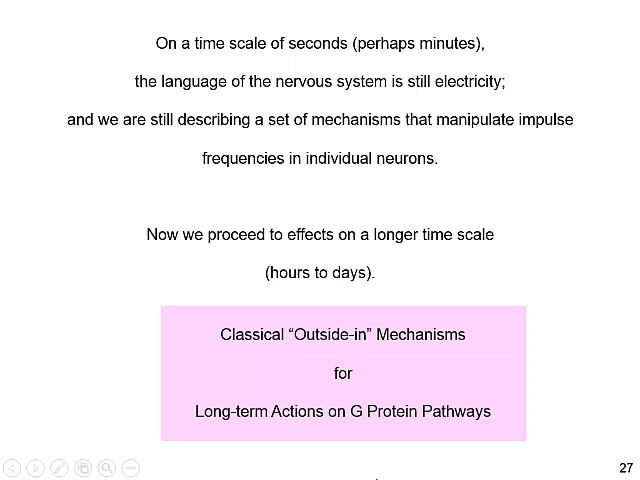 On a time scale of seconds (perhaps minutes),
the language of the nervous system is still electricity;
and we are still describing a set of mechanisms that manipulate impulse
frequencies in individual neurons.
Now we proceed to effects on a longer time scale
(hours to days).
Classical “Outside-in” Mechanisms
for
Long-term Actions on G Protein Pathways
27